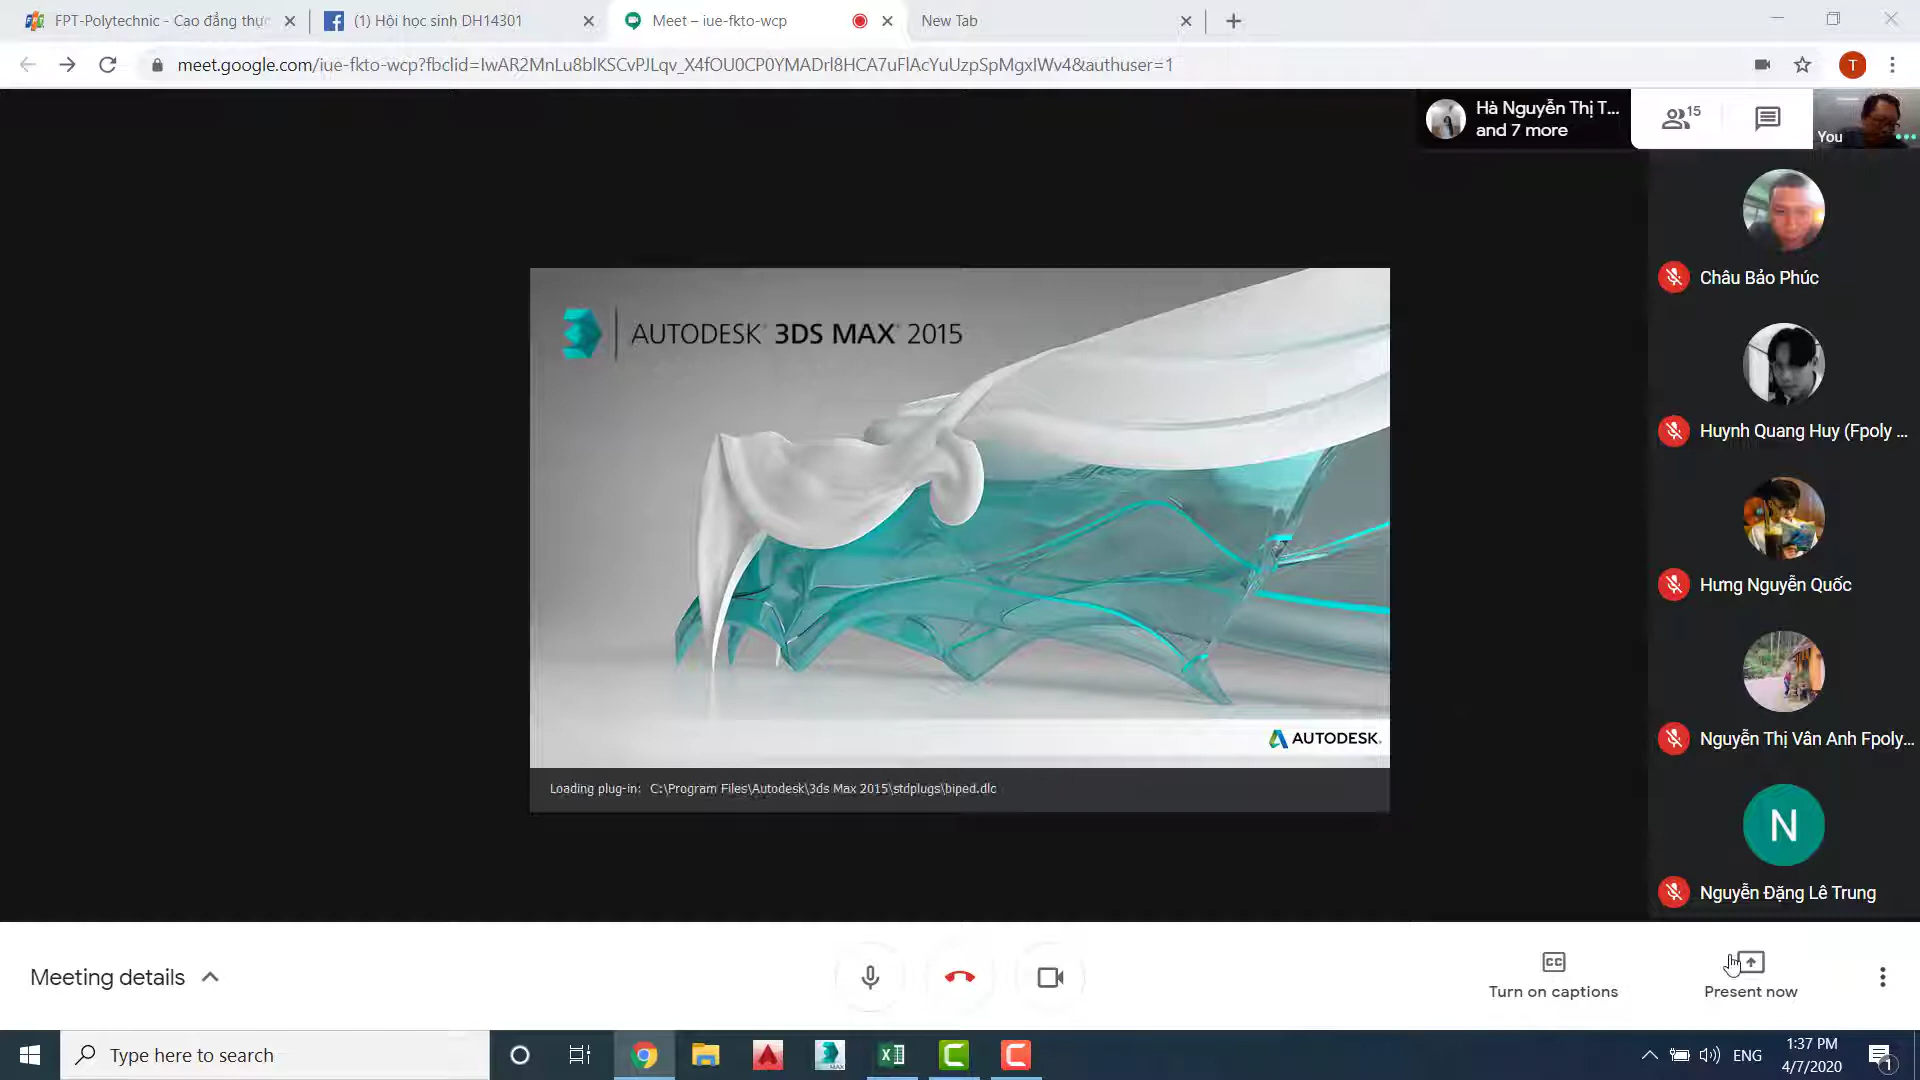 FPT-Polytechnic - Cao đẳng thực
(1) Hội học sinh DH14301
Meet – iue-fkto-wcp
New Tab
meet.google.com/iue-fkto-wcp?fbclid=IwAR2MnLu8blKSCvPJLqv_X4fOU0CP0YMADrl8HCA7uFlAcYuUzpSpMgxIWv4&authuser=1
T
Hà Nguyễn Thị T...
and 7 more
15
You
Châu Bảo Phúc
Huynh Quang Huy (Fpoly ...
Hưng Nguyễn Quốc
Nguyễn Thị Vân Anh Fpoly...
N
Nguyễn Đặng Lê Trung
AUTODESK® 3DS MAX® 2015
AUTODESK.
Loading plug-in: C:\Program Files\Autodesk\3ds Max 2015\stdplugs\biped.dlc
Meeting details
CC
Turn on captions
Present now
Type here to search
MAX
ENG
1:37 PM
4/7/2020
1